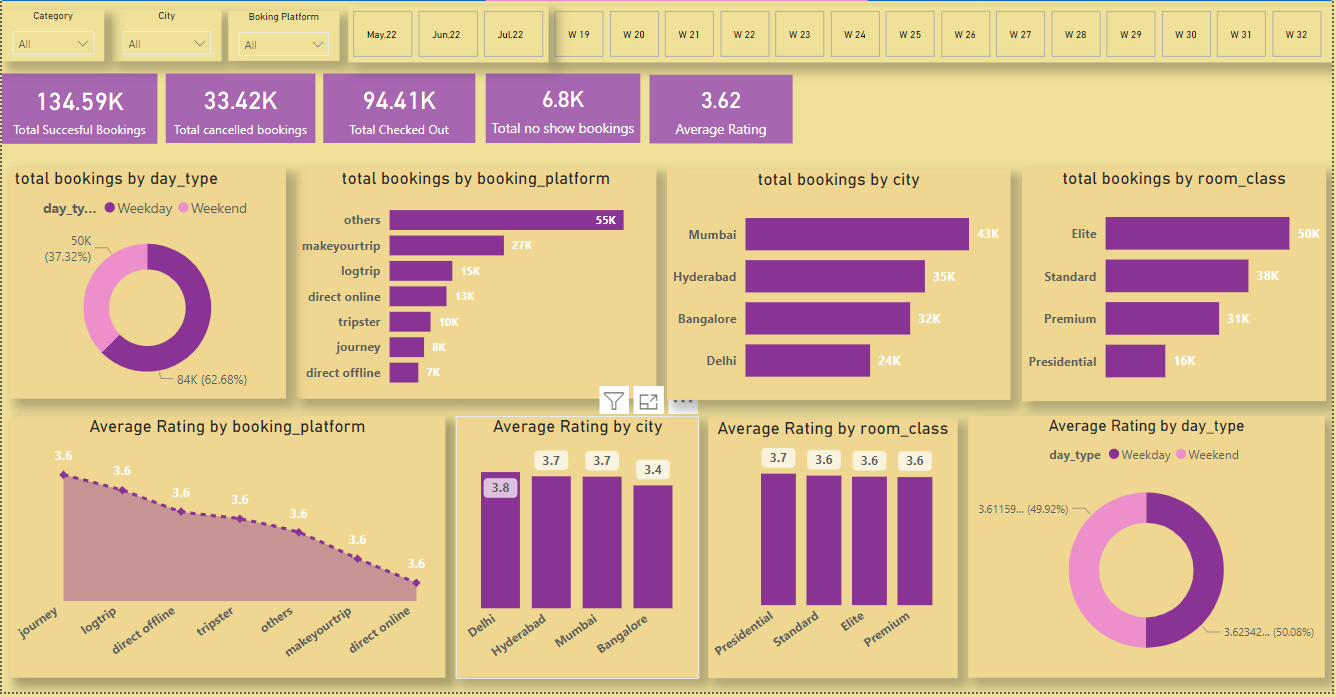 Category
All
City
All
Boking Platform
All
May,22
Jun,22
Jul,22
W 19
W 20
W 21
W 22
W 23
W 24
W 25
W 26
W 27
W 28
W 29
W 30
W 31
W 32
134.59K
Total Succesful Bookings
33.42K
Total cancelled bookings
94.41K
Total Checked Out
6.8K
Total no show bookings
3.62
Average Rating
total bookings by day_type
day_ty... Weekday Weekend
50K
(37.32%)
84K (62.68%)
total bookings by booking_platform
others 55K
makeyourtrip 27K
logtrip 15K
direct online 13K
tripster 10K
journey 8K
direct offline 7K
total bookings by city
Mumbai 43K
Hyderabad 35K
Bangalore 32K
Delhi 24K
total bookings by room_class
Elite 50K
Standard 38K
Premium 31K
Presidential 16K
Average Rating by booking_platform
3.6
3.6
3.6
3.6
3.6
3.6
3.6
journey
logtrip
direct offline
tripster
others
makeyourtrip
direct online
Average Rating by city
3.8
3.7
3.7
3.4
Delhi
Hyderabad
Mumbai
Bangalore
Average Rating by room_class
3.7
3.6
3.6
3.6
Presidential
Standard
Elite
Premium
Average Rating by day_type
day_type Weekday Weekend
3.61159... (49.92%)
3.62342... (50.08%)